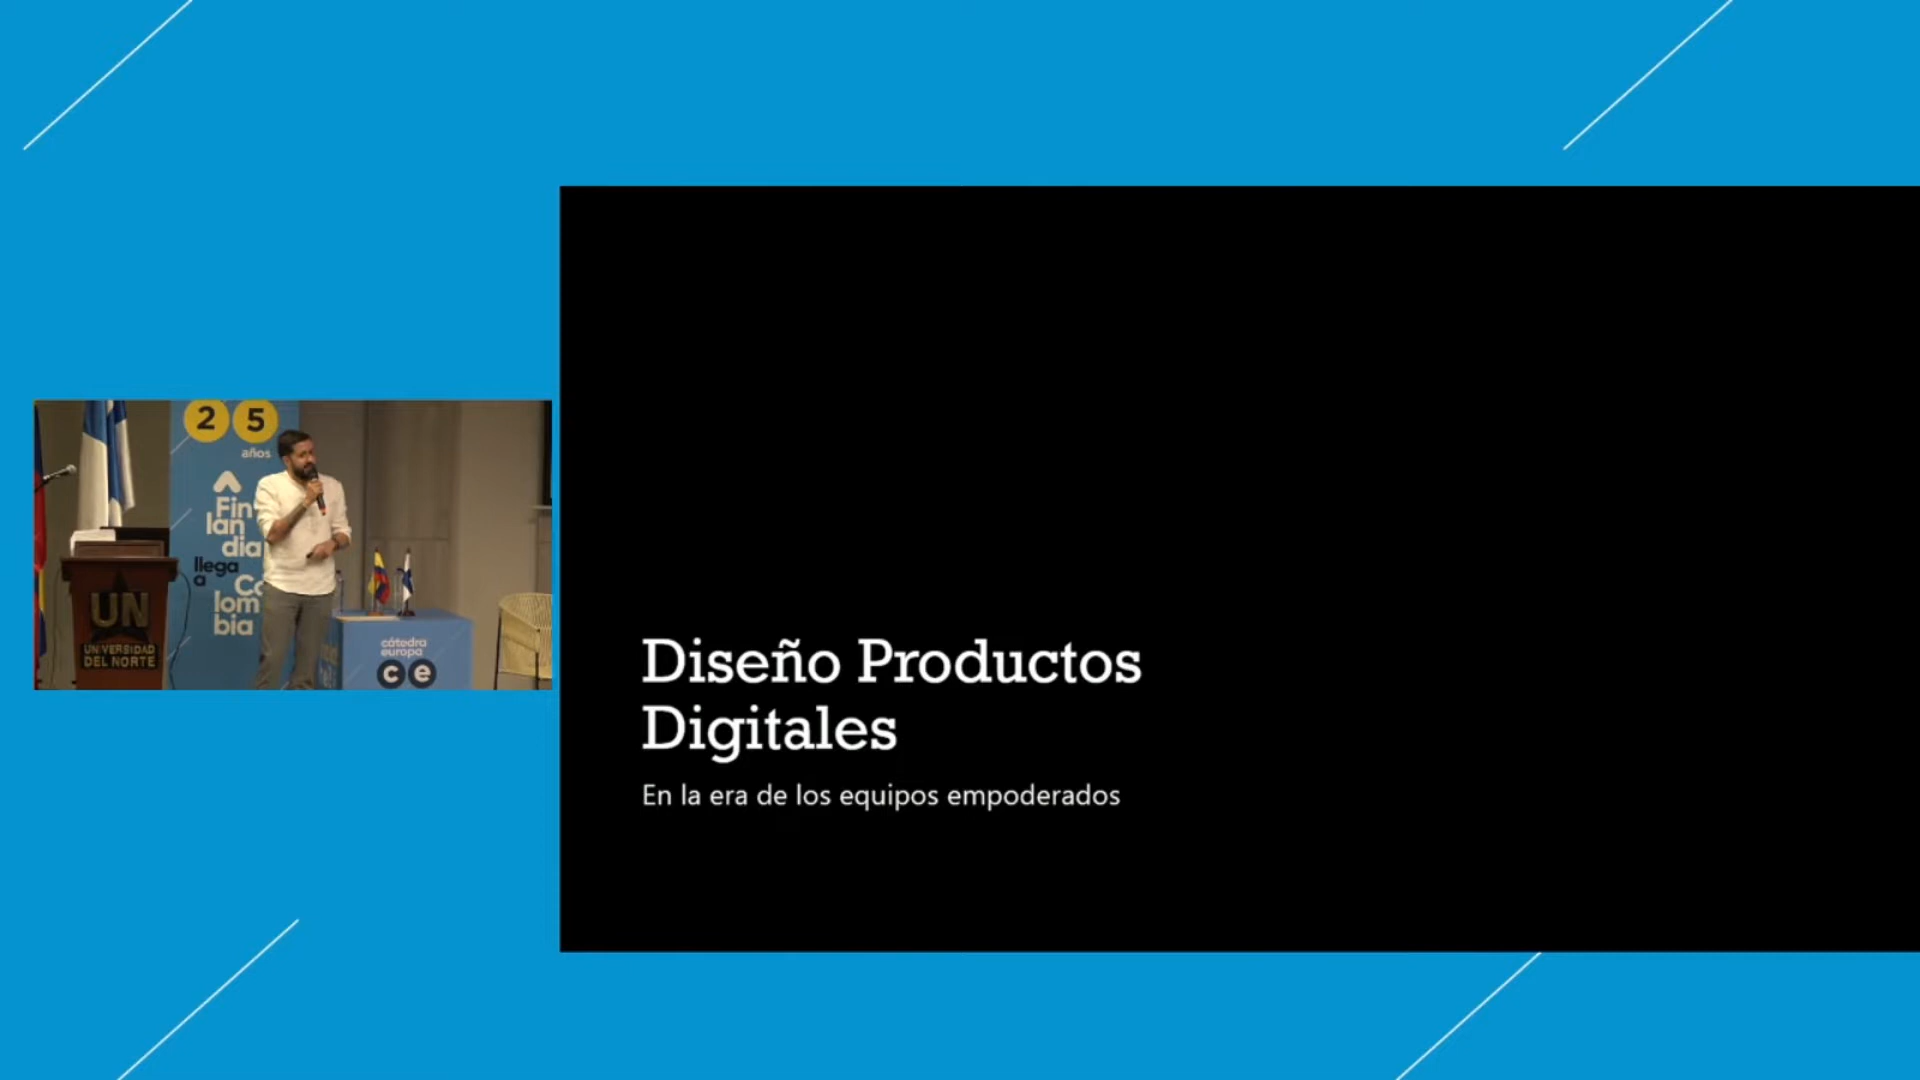 2 5
años
Fin
lan
dia
llega
a
Co
lom
bia
UN
UNIVERSIDAD
DEL NORTE
cátedra
europa
c e
Diseño Productos
Digitales
En la era de los equipos empoderados